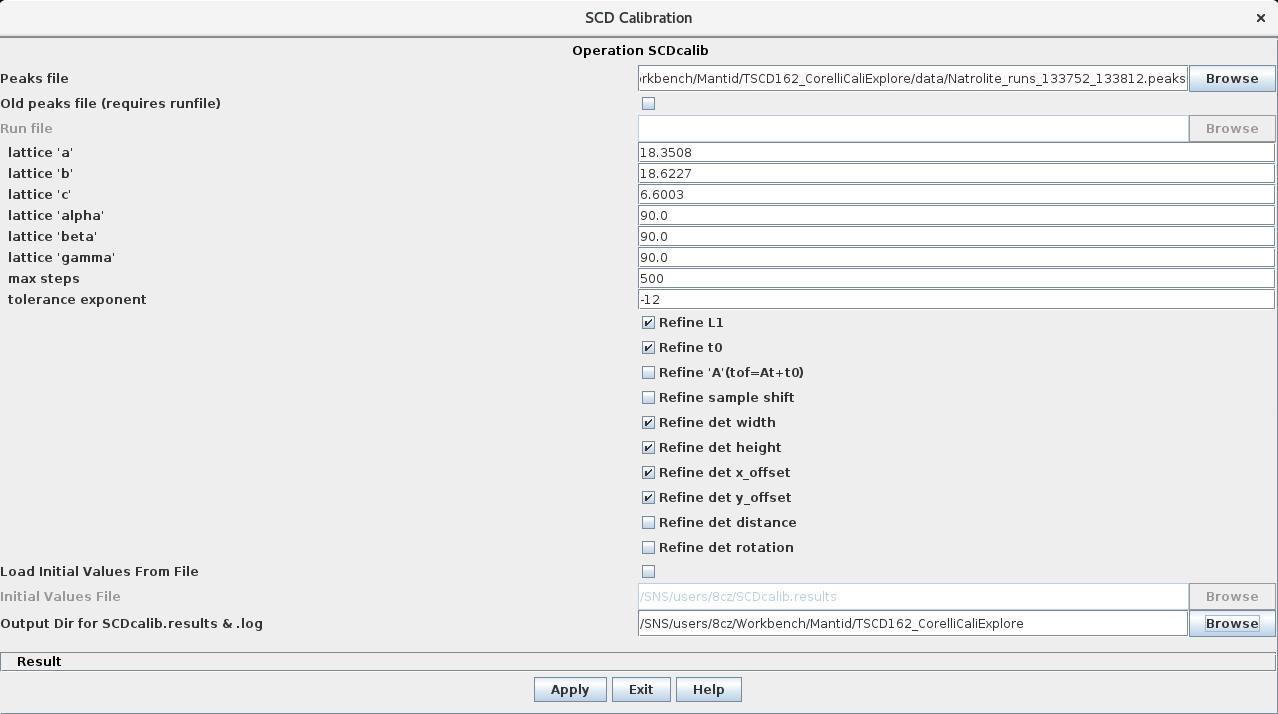 SCD Calibration ×
Operation SCDcalib
Peaks file rkbench/Mantid/TSCD162_CorelliCaliExplore/data/Natrolite_runs_133752_133812.peaks Browse
Old peaks file (requires runfile)
Run file Browse
lattice 'a' 18.3508
lattice 'b' 18.6227
lattice 'c' 6.6003
lattice 'alpha' 90.0
lattice 'beta' 90.0
lattice 'gamma' 90.0
max steps 500
tolerance exponent -12
Refine L1
Refine t0
Refine 'A'(tof=At+t0)
Refine sample shift
Refine det width
Refine det height
Refine det x_offset
Refine det y_offset
Refine det distance
Refine det rotation
Load Initial Values From File
Initial Values File /SNS/users/8cz/SCDcalib.results Browse
Output Dir for SCDcalib.results & .log /SNS/users/8cz/Workbench/Mantid/TSCD162_CorelliCaliExplore Browse
Result
Apply Exit Help